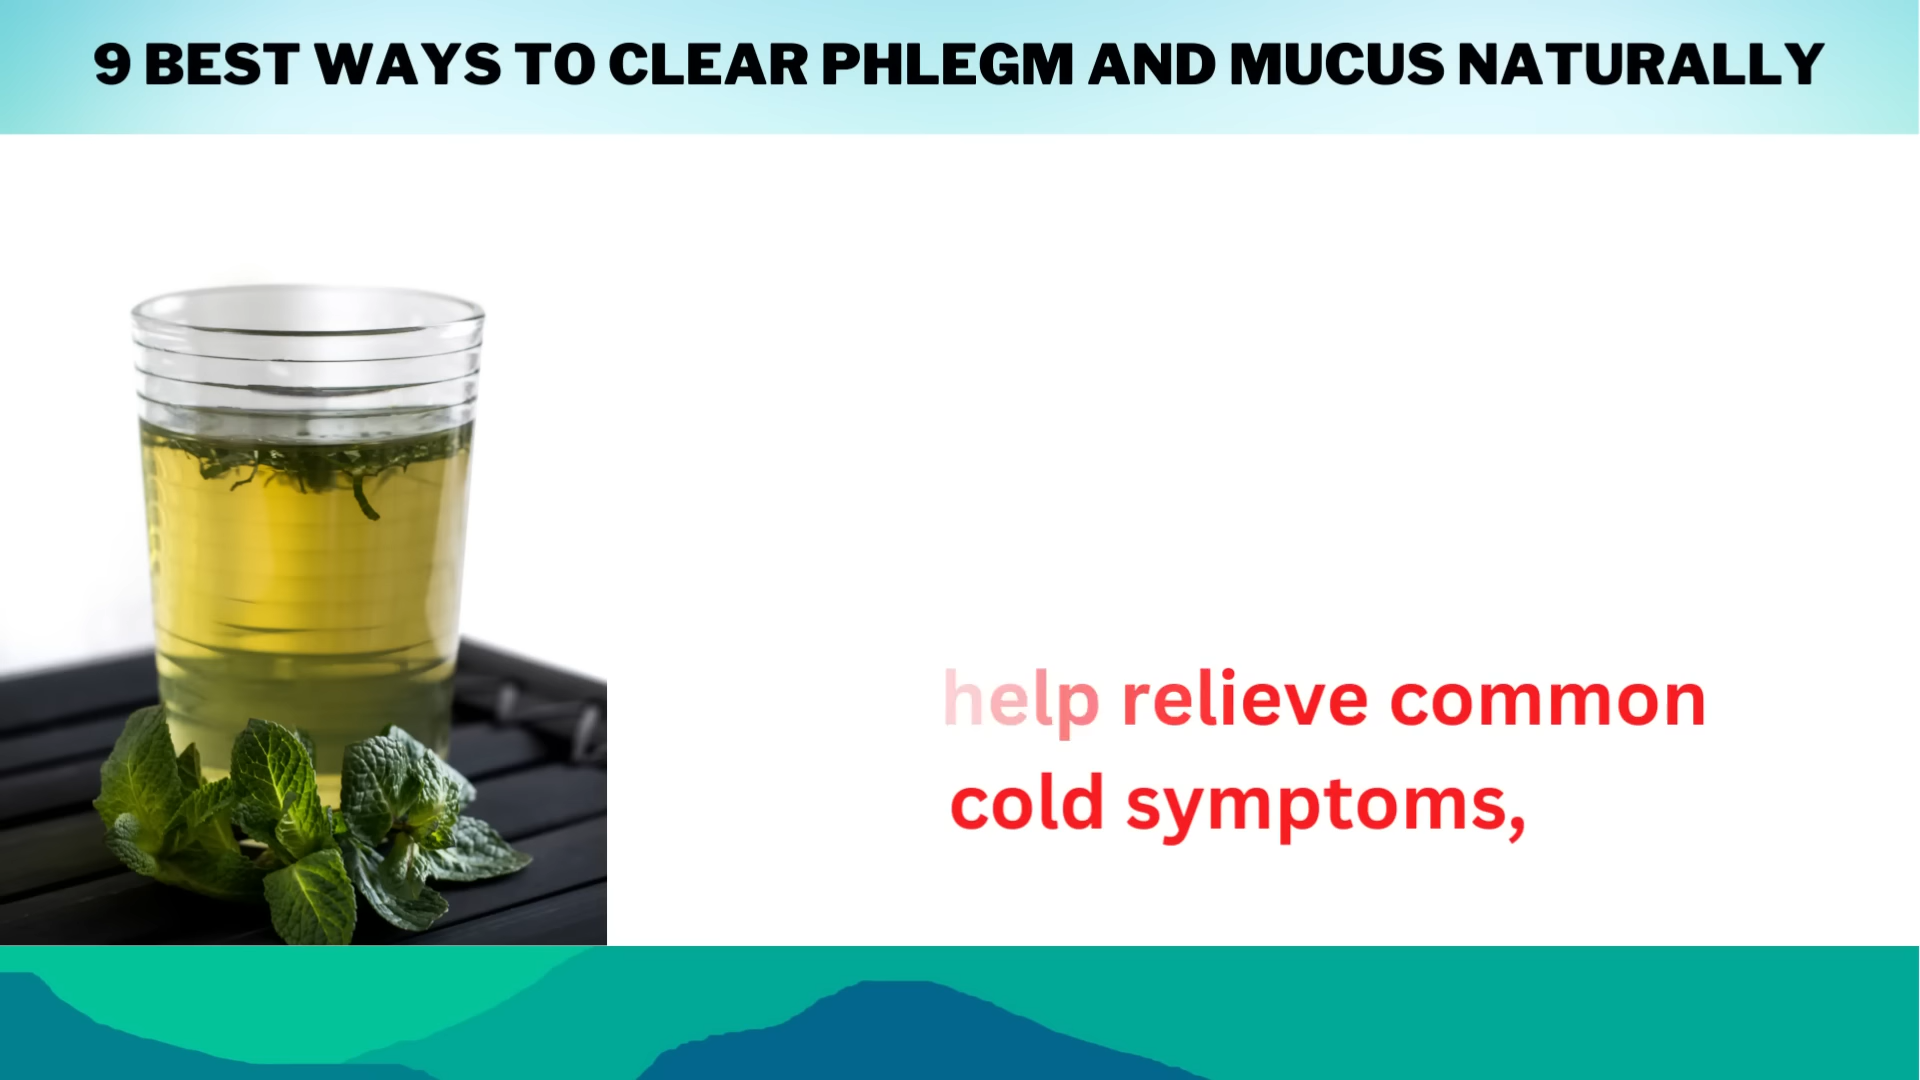 9 BEST WAYS TO CLEAR PHLEGM AND MUCUS NATURALLY
help relieve common
cold symptoms,